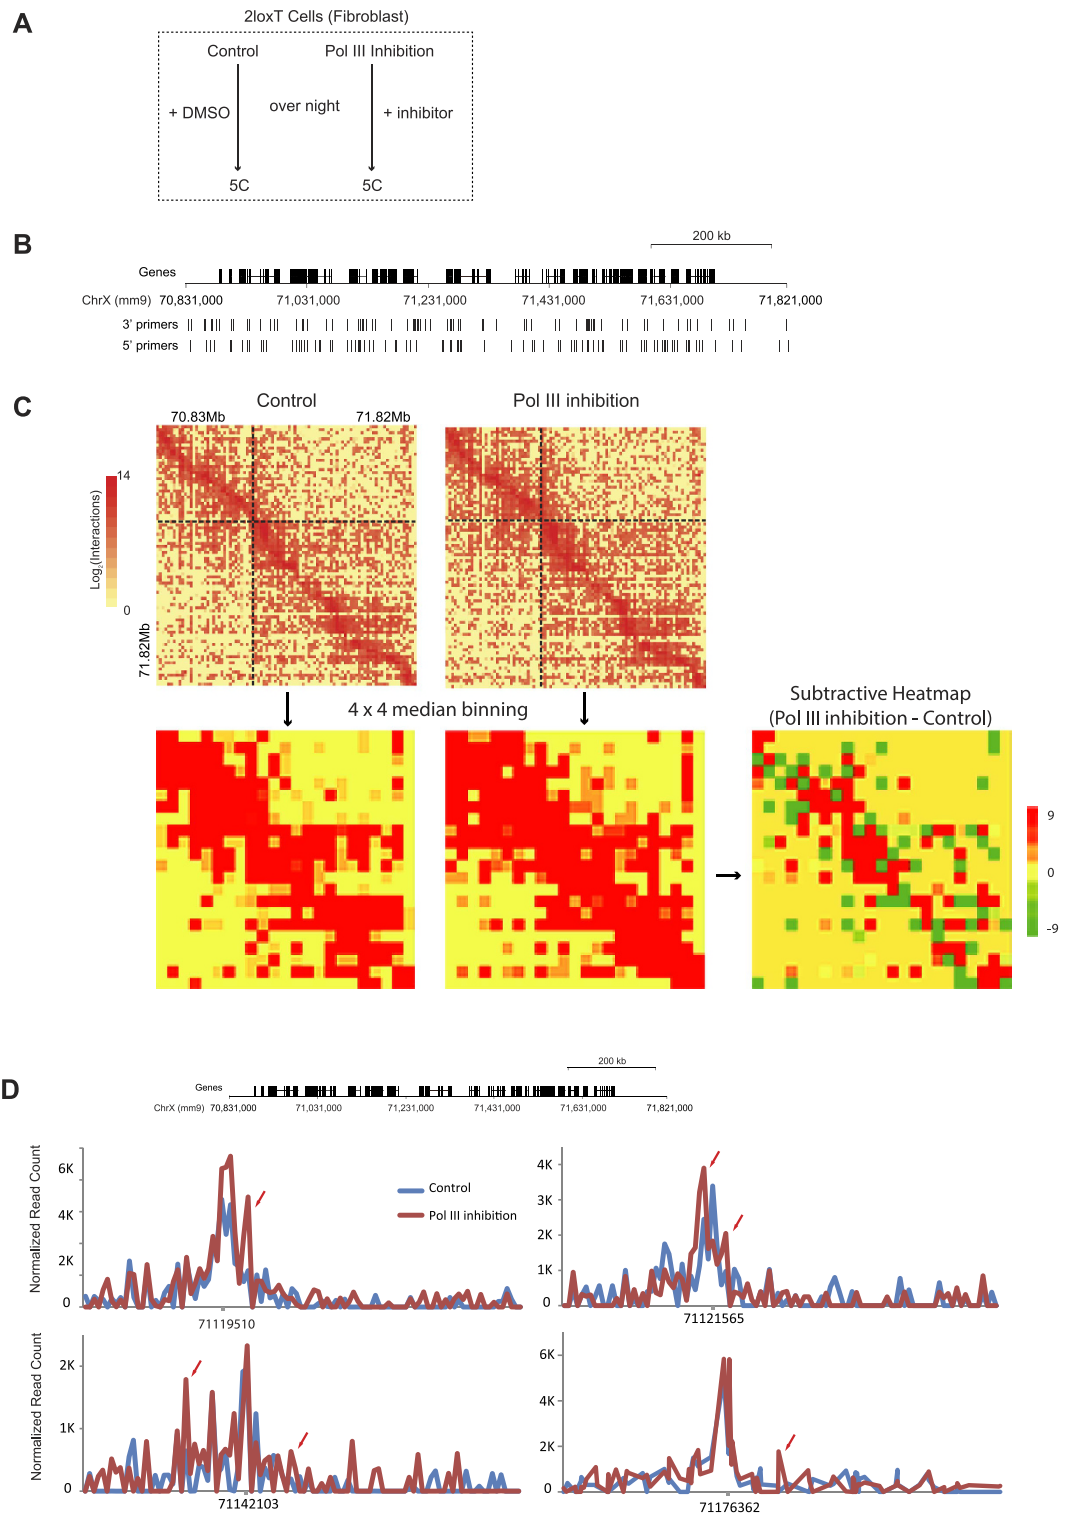 A
2loxT Cells (Fibroblast)
Control
Pol III Inhibition
+ DMSO
over night
+ inhibitor
5C
5C
B
200 kb
Genes
ChrX (mm9)
70,831,000
71,031,000
71,231,000
71,431,000
71,631,000
71,821,000
3' primers
5' primers
C
Control
Pol III inhibition
70.83Mb
71.82Mb
14
Log2(Interactions)
0
71.82Mb
4 x 4 median binning
Subtractive Heatmap
(Pol III inhibition - Control)
9
0
-9
D
200 kb
Genes
ChrX (mm9)
70,831,000
71,031,000
71,231,000
71,431,000
71,631,000
71,821,000
Normalized Read Count
6K
4K
2K
0
71119510
Control
Pol III inhibition
4K
3K
2K
1K
0
71121565
Normalized Read Count
2K
1K
0
71142103
6K
4K
2K
0
71176362